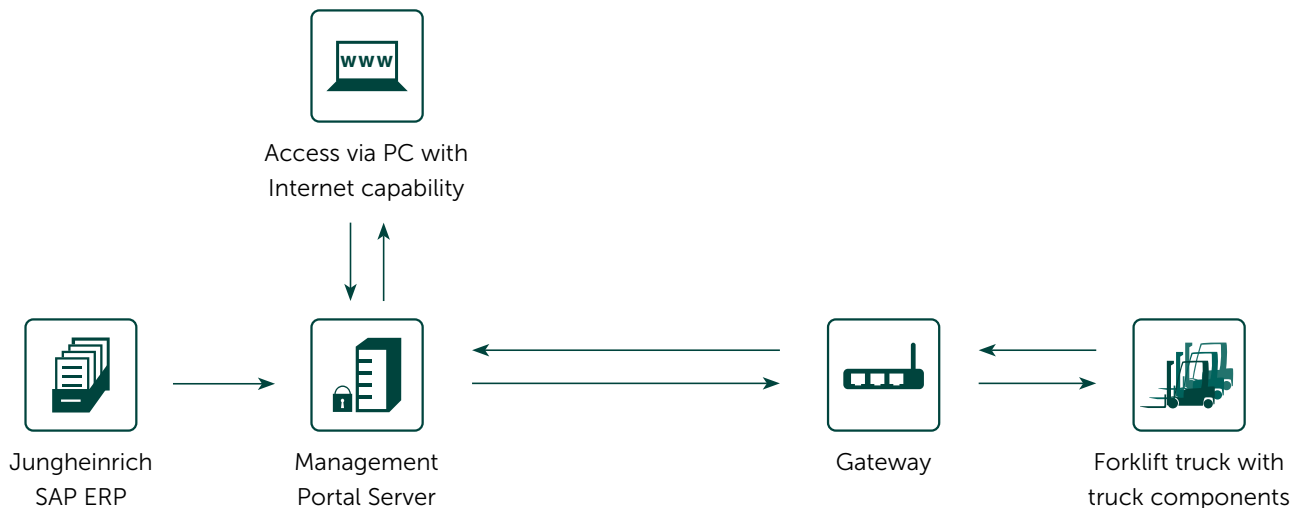 www
Access via PC with
Internet capability
Jungheinrich
SAP ERP
Management
Portal Server
Gateway
Forklift truck with
truck components